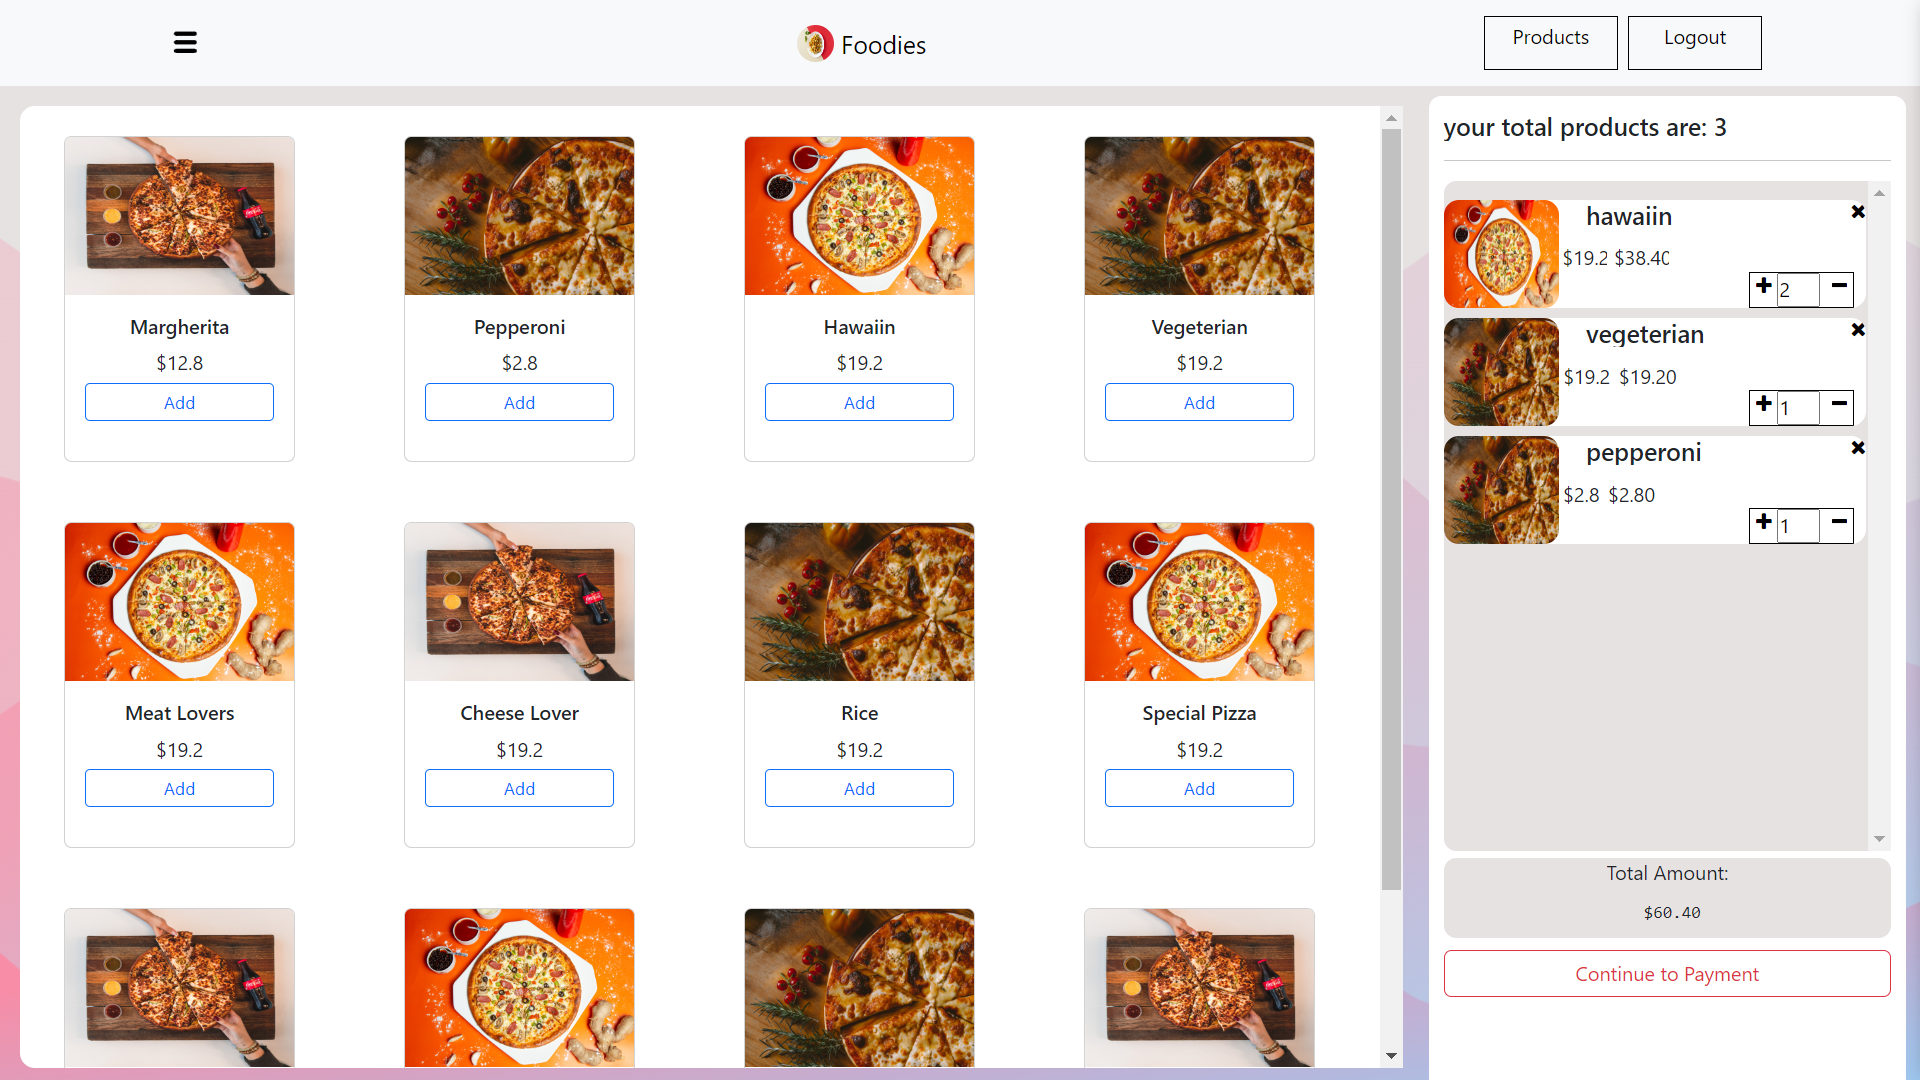 Foodies
Products
Logout
Margherita
$12.8
Add
Pepperoni
$2.8
Add
Hawaiin
$19.2
Add
Vegeterian
$19.2
Add
Meat Lovers
$19.2
Add
Cheese Lover
$19.2
Add
Rice
$19.2
Add
Special Pizza
$19.2
Add
your total products are: 3
hawaiin
$19.2 $38.40
2
vegeterian
$19.2 $19.20
1
pepperoni
$2.8 $2.80
1
Total Amount:
$60.40
Continue to Payment